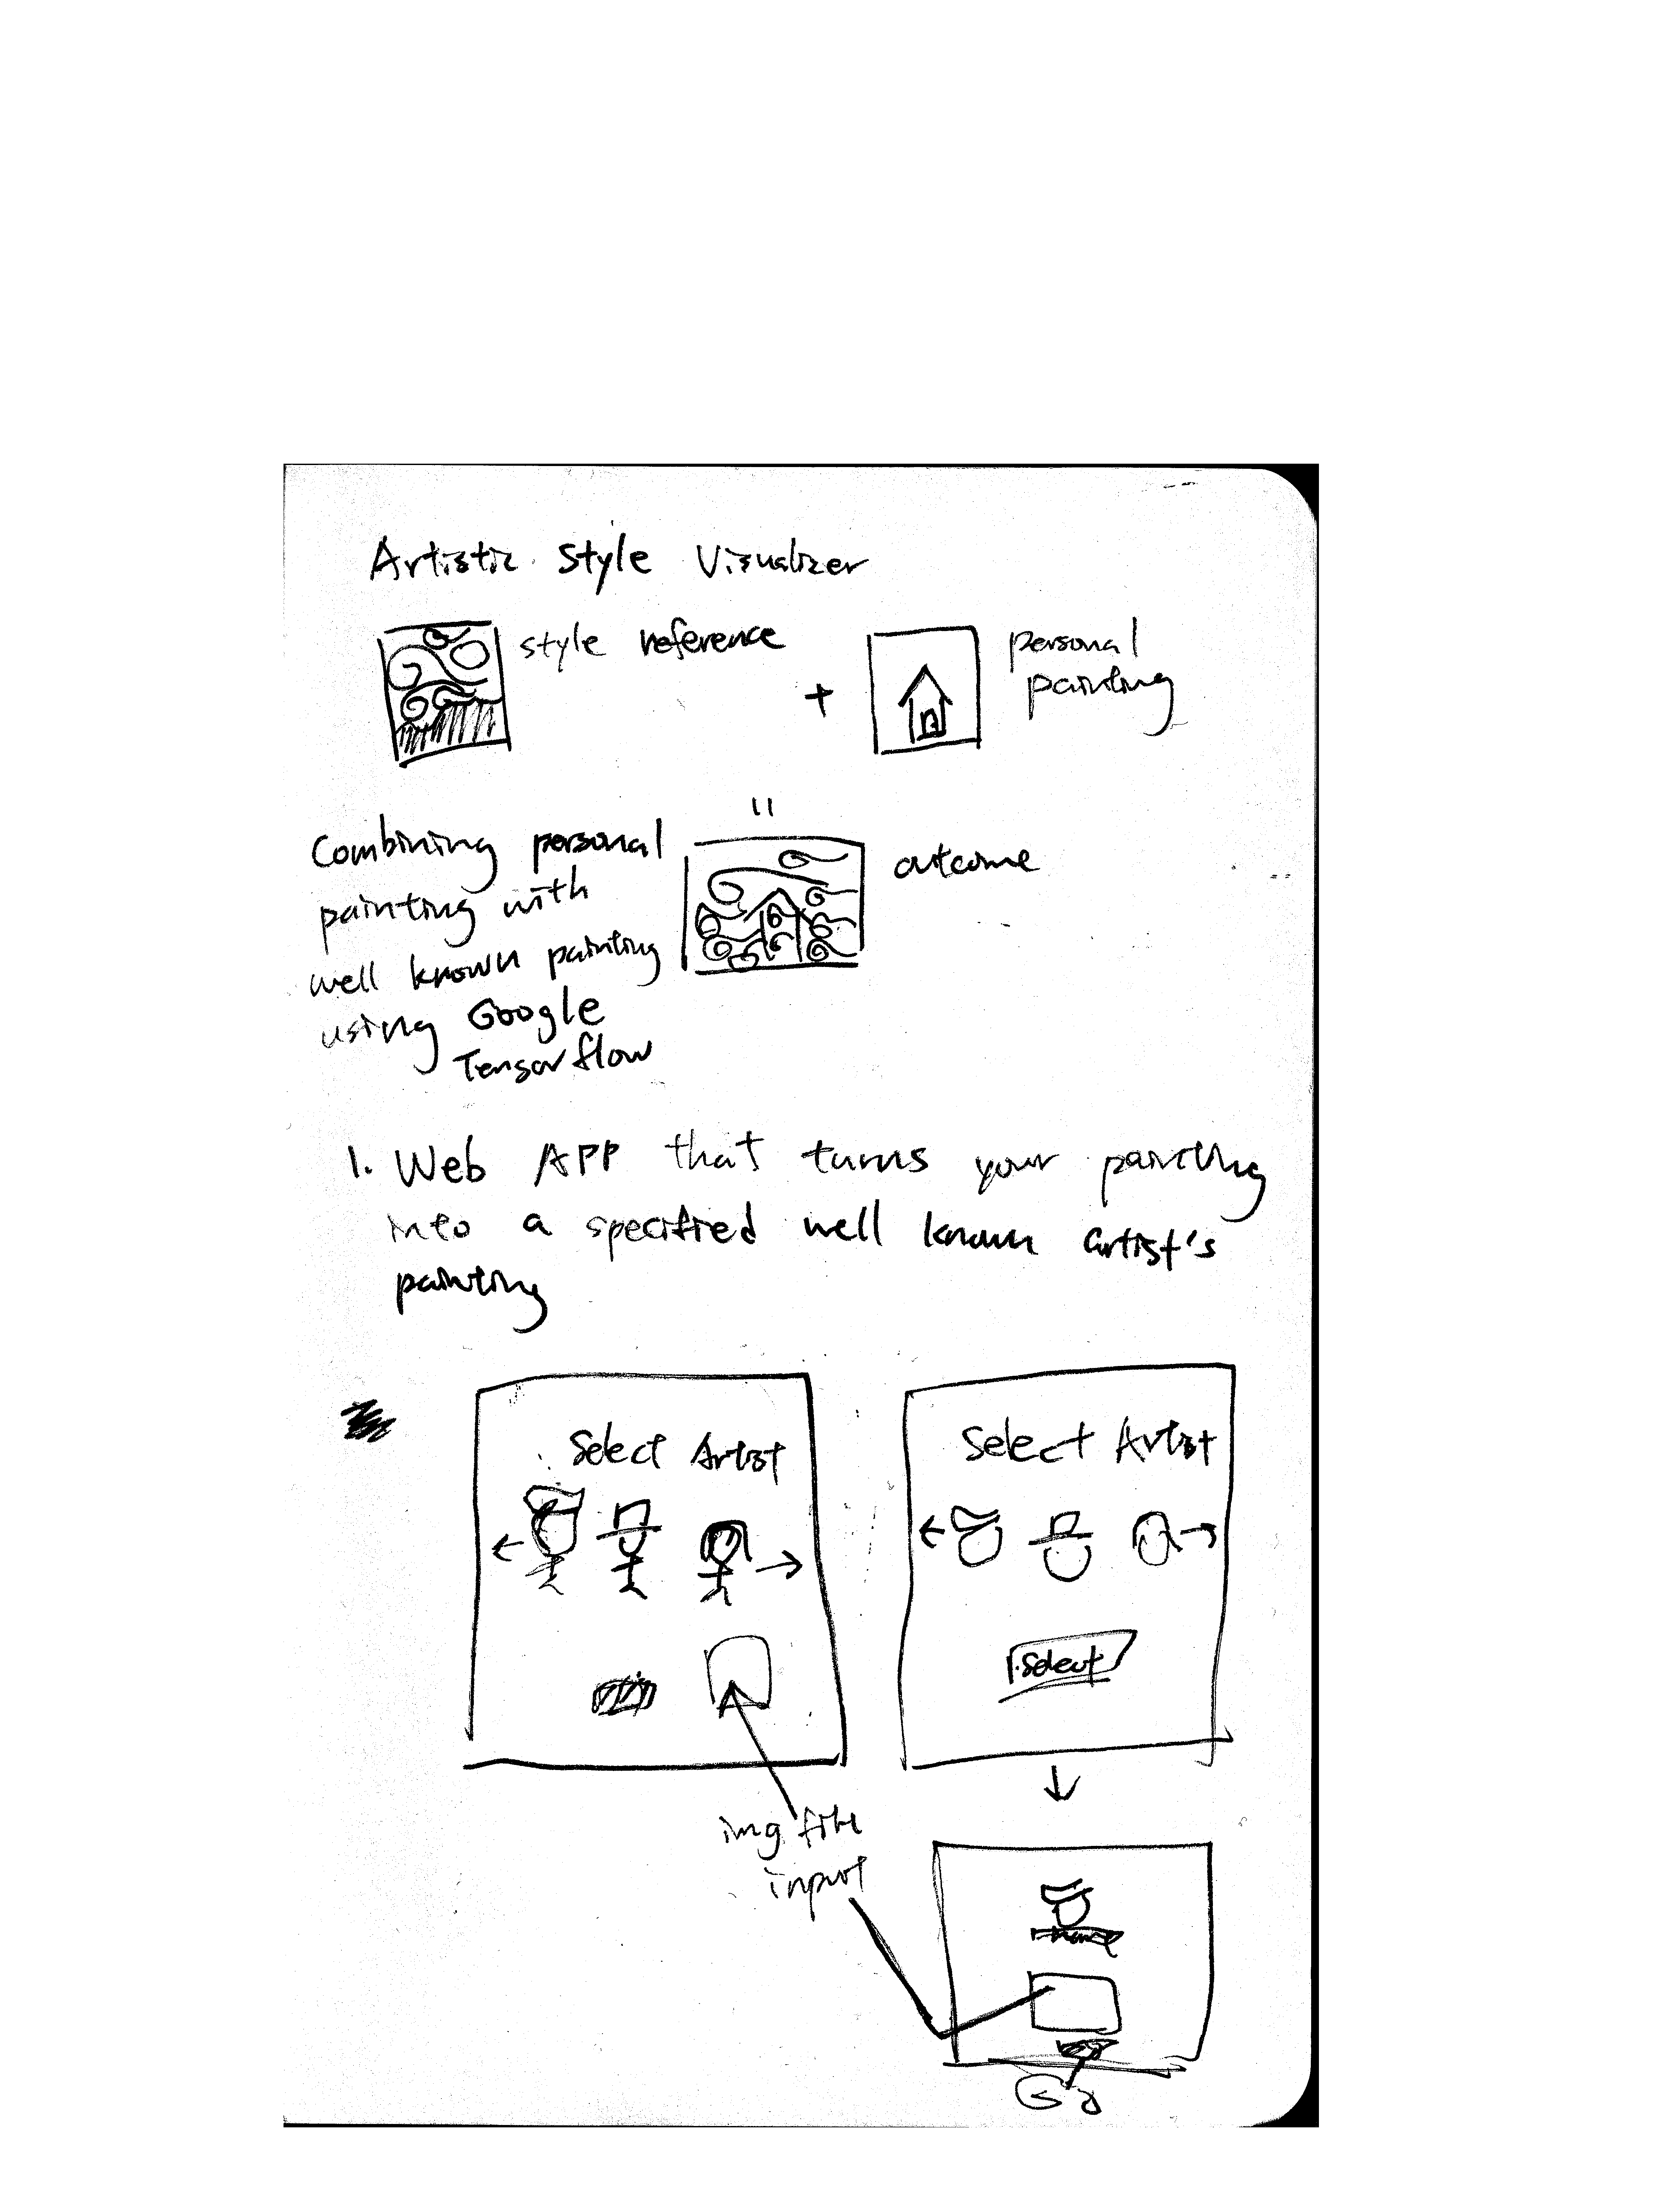 Artistic Style Visualizer
style reference
+
personal
painting
=
outcome
Combining personal
painting with
well known painting
using Google
Tensorflow
1. Web APP that turns your painting
into a specified well known artist's
painting
Select Artist
Select Artist
Select
img file
input